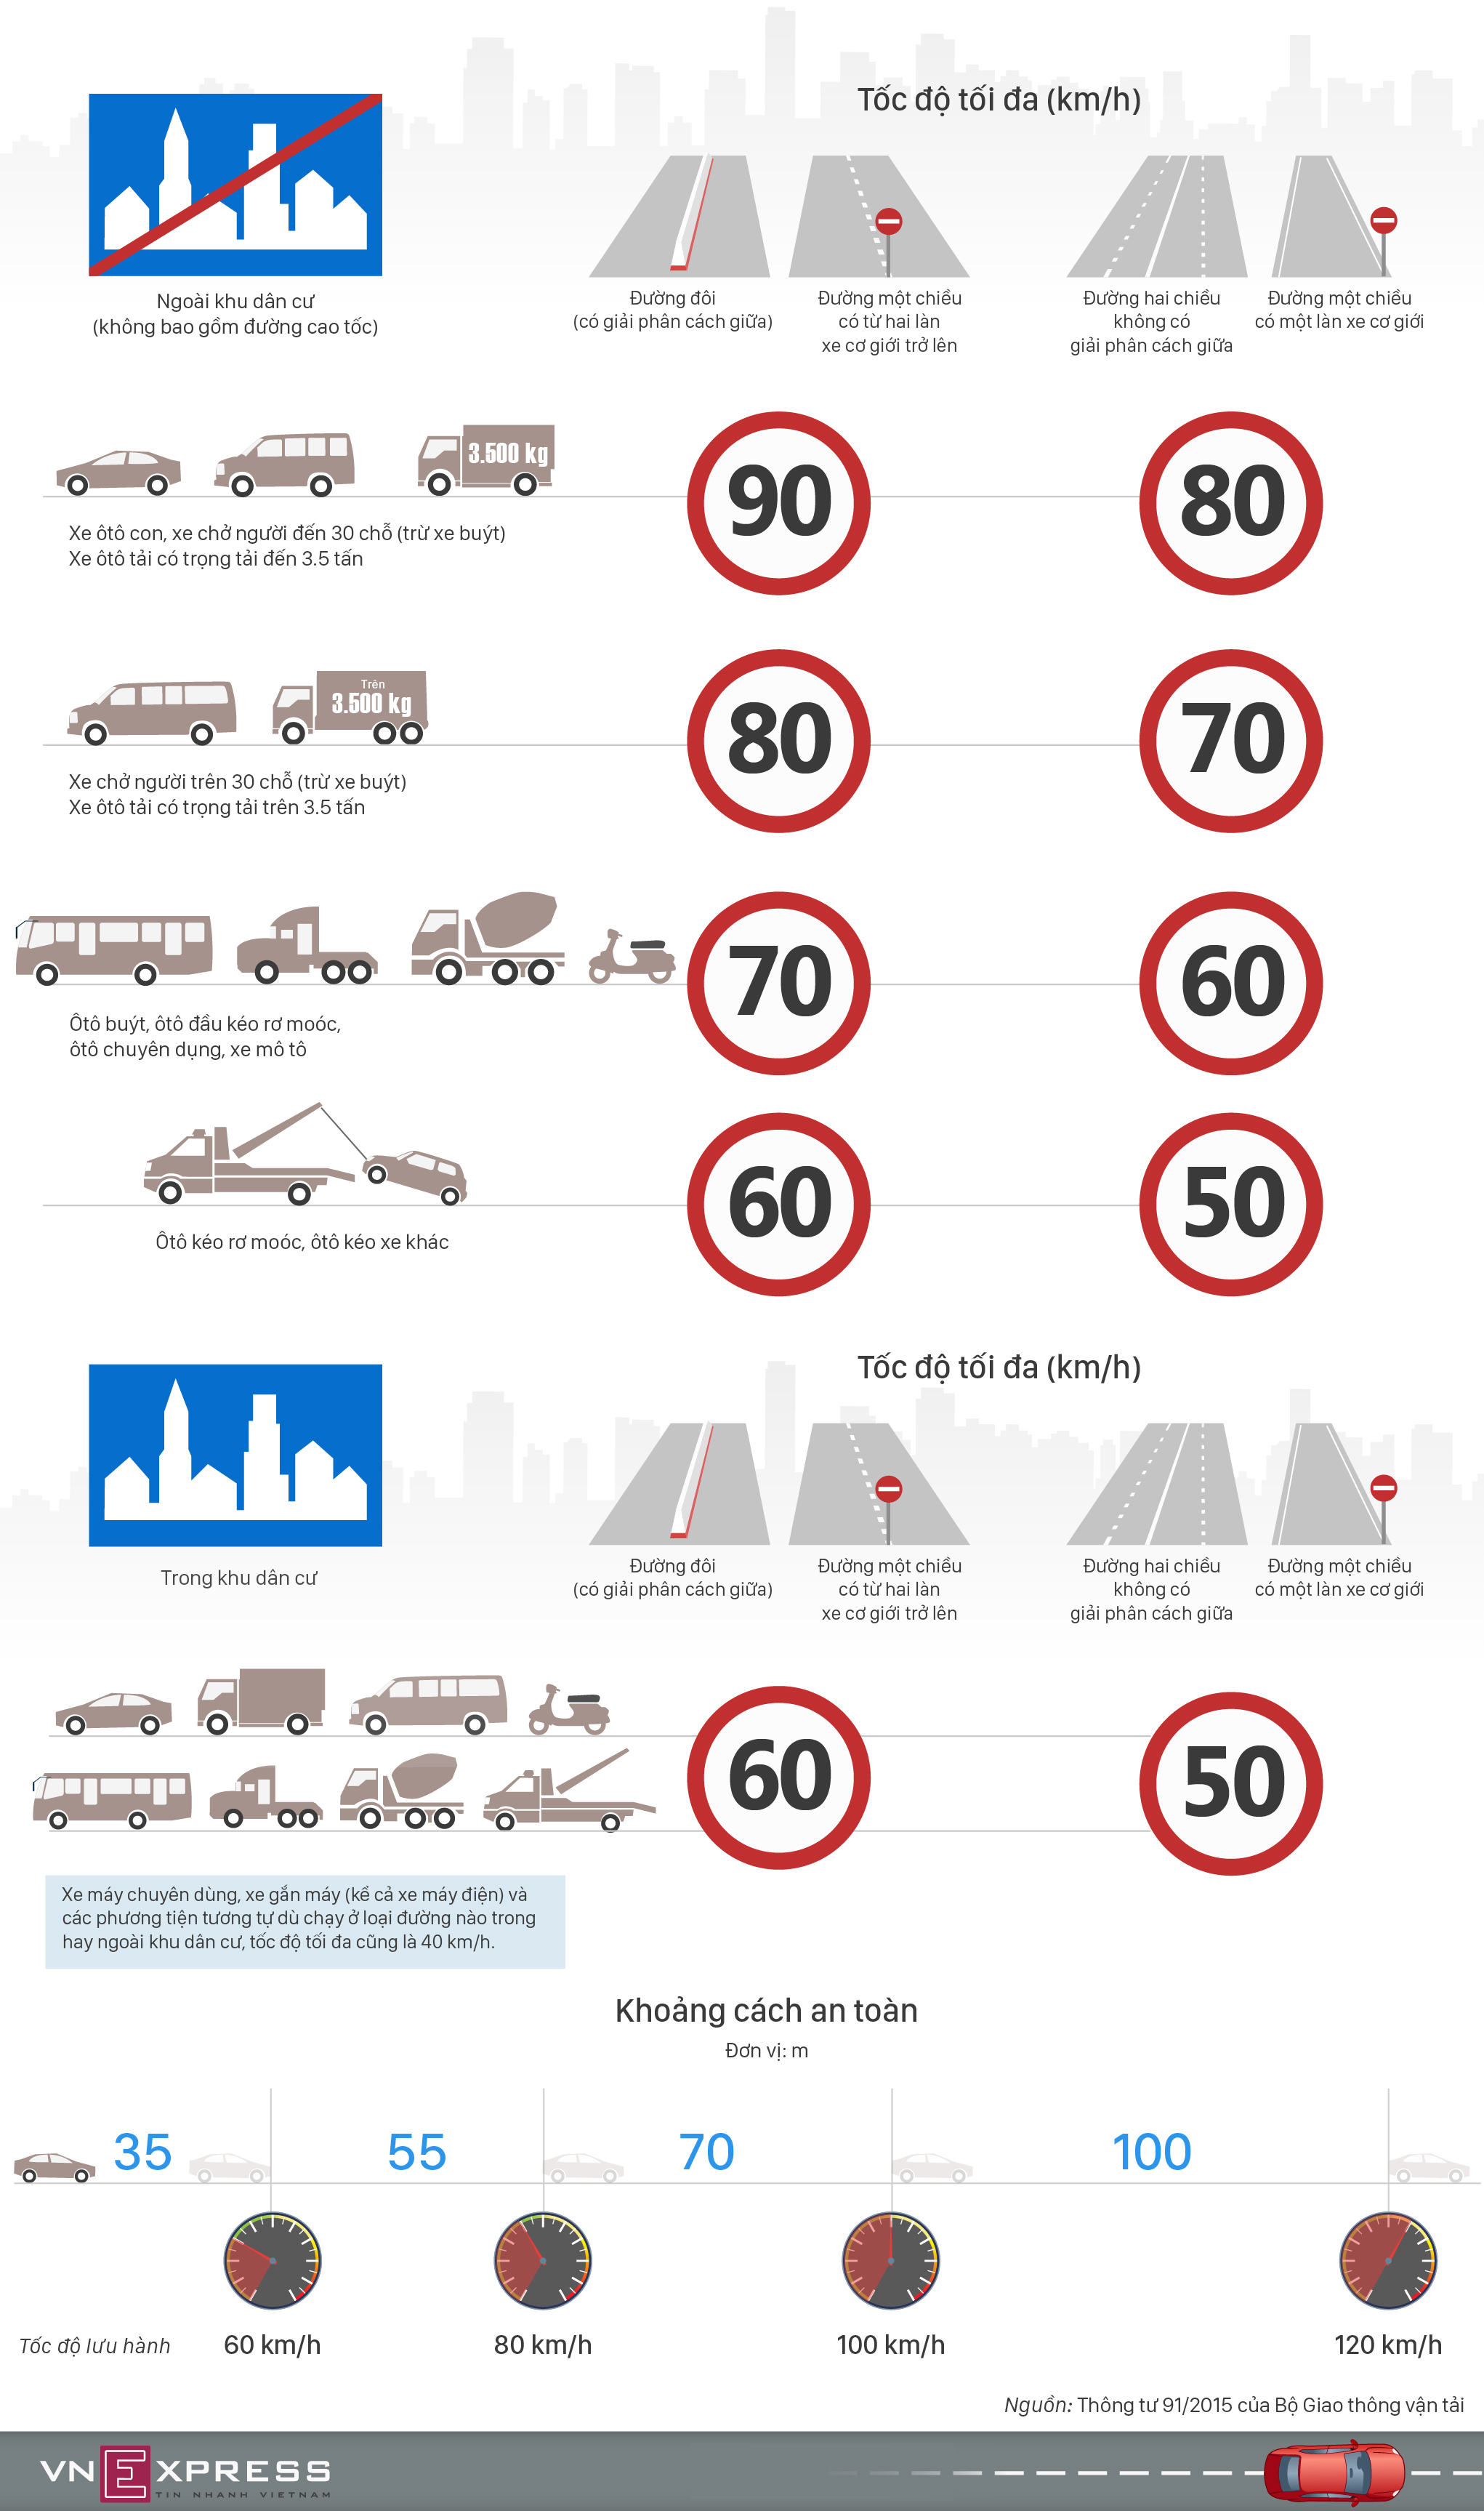 Tốc độ tối đa (km/h)
Ngoài khu dân cư
(không bao gồm đường cao tốc)
Đường đôi
(có giải phân cách giữa)
Đường một chiều
có từ hai làn
xe cơ giới trở lên
Đường hai chiều
không có
giải phân cách giữa
Đường một chiều
có một làn xe cơ giới
3.500 kg
90
80
Xe ôtô con, xe chở người đến 30 chỗ (trừ xe buýt)
Xe ôtô tải có trọng tải đến 3.5 tấn
Trên
3.500 kg
80
70
Xe chở người trên 30 chỗ (trừ xe buýt)
Xe ôtô tải có trọng tải trên 3.5 tấn
70
60
Ôtô buýt, ôtô đầu kéo rơ moóc,
ôtô chuyên dụng, xe mô tô
60
50
Ôtô kéo rơ moóc, ôtô kéo xe khác
Tốc độ tối đa (km/h)
Trong khu dân cư
Đường đôi
(có giải phân cách giữa)
Đường một chiều
có từ hai làn
xe cơ giới trở lên
Đường hai chiều
không có
giải phân cách giữa
Đường một chiều
có một làn xe cơ giới
60
50
Xe máy chuyên dùng, xe gắn máy (kể cả xe máy điện) và
các phương tiện tương tự dù chạy ở loại đường nào trong
hay ngoài khu dân cư, tốc độ tối đa cũng là 40 km/h.
Khoảng cách an toàn
Đơn vị: m
35
55
70
100
Tốc độ lưu hành
60 km/h
80 km/h
100 km/h
120 km/h
Nguồn: Thông tư 91/2015 của Bộ Giao thông vận tải
VNEXPRESS
TIN NHANH VIETNAM